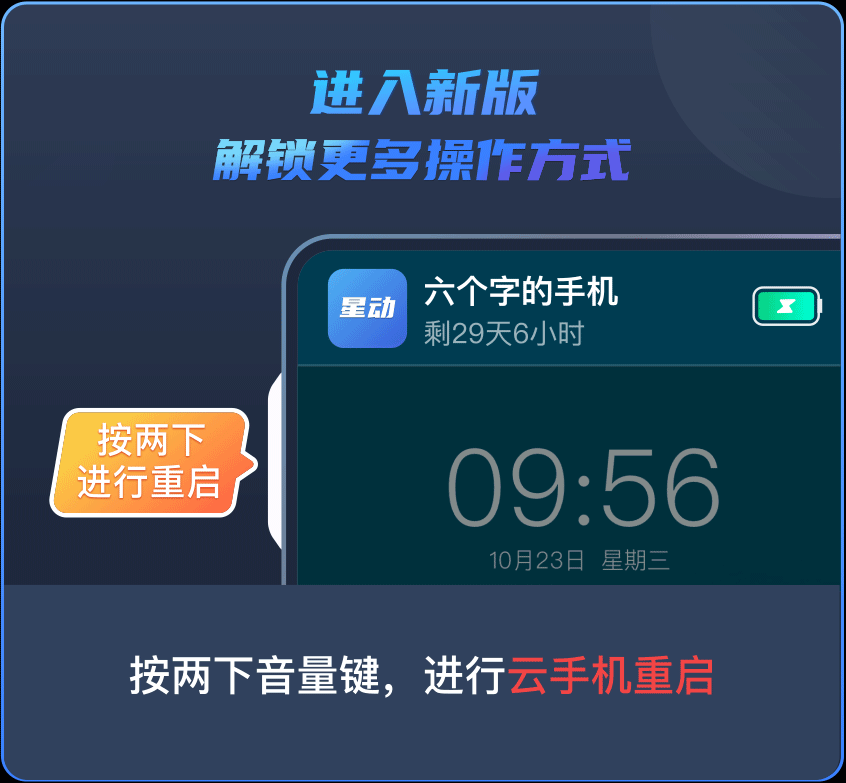 进入新版
解锁更多操作方式
星动
六个字的手机
剩29天6小时
按两下
进行重启
09:56
10月23日 星期三
按两下音量键，进行云手机重启